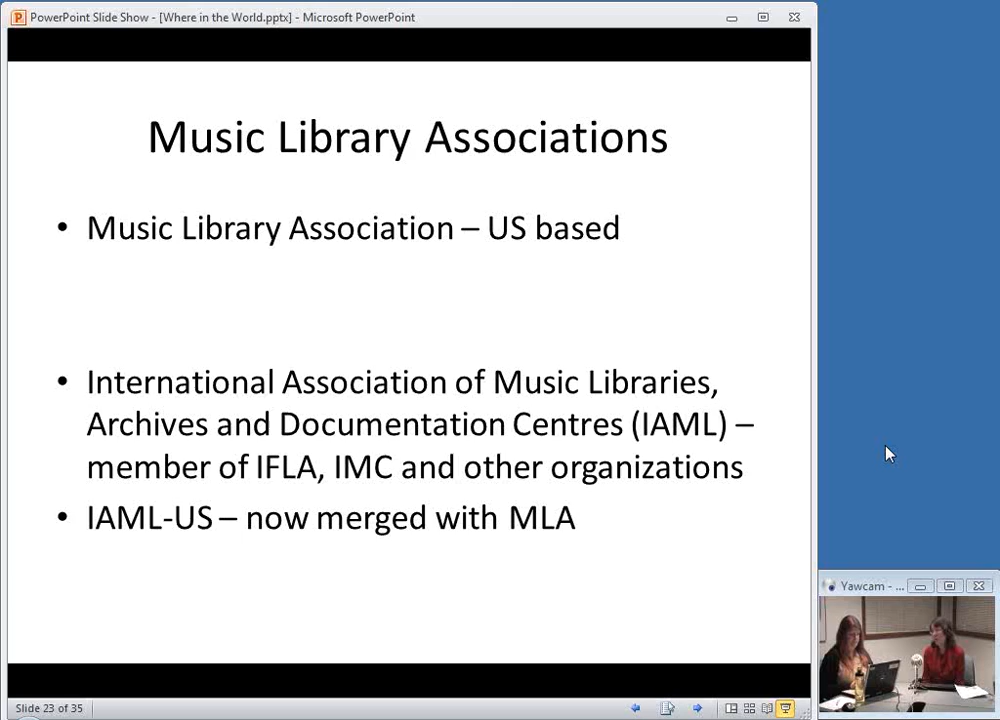 PowerPoint Slide Show - [Where in the World.pptx] - Microsoft PowerPoint
Music Library Associations
• Music Library Association – US based
• International Association of Music Libraries,
Archives and Documentation Centres (IAML) –
member of IFLA, IMC and other organizations
• IAML-US – now merged with MLA
Yawcam - ...
Slide 23 of 35